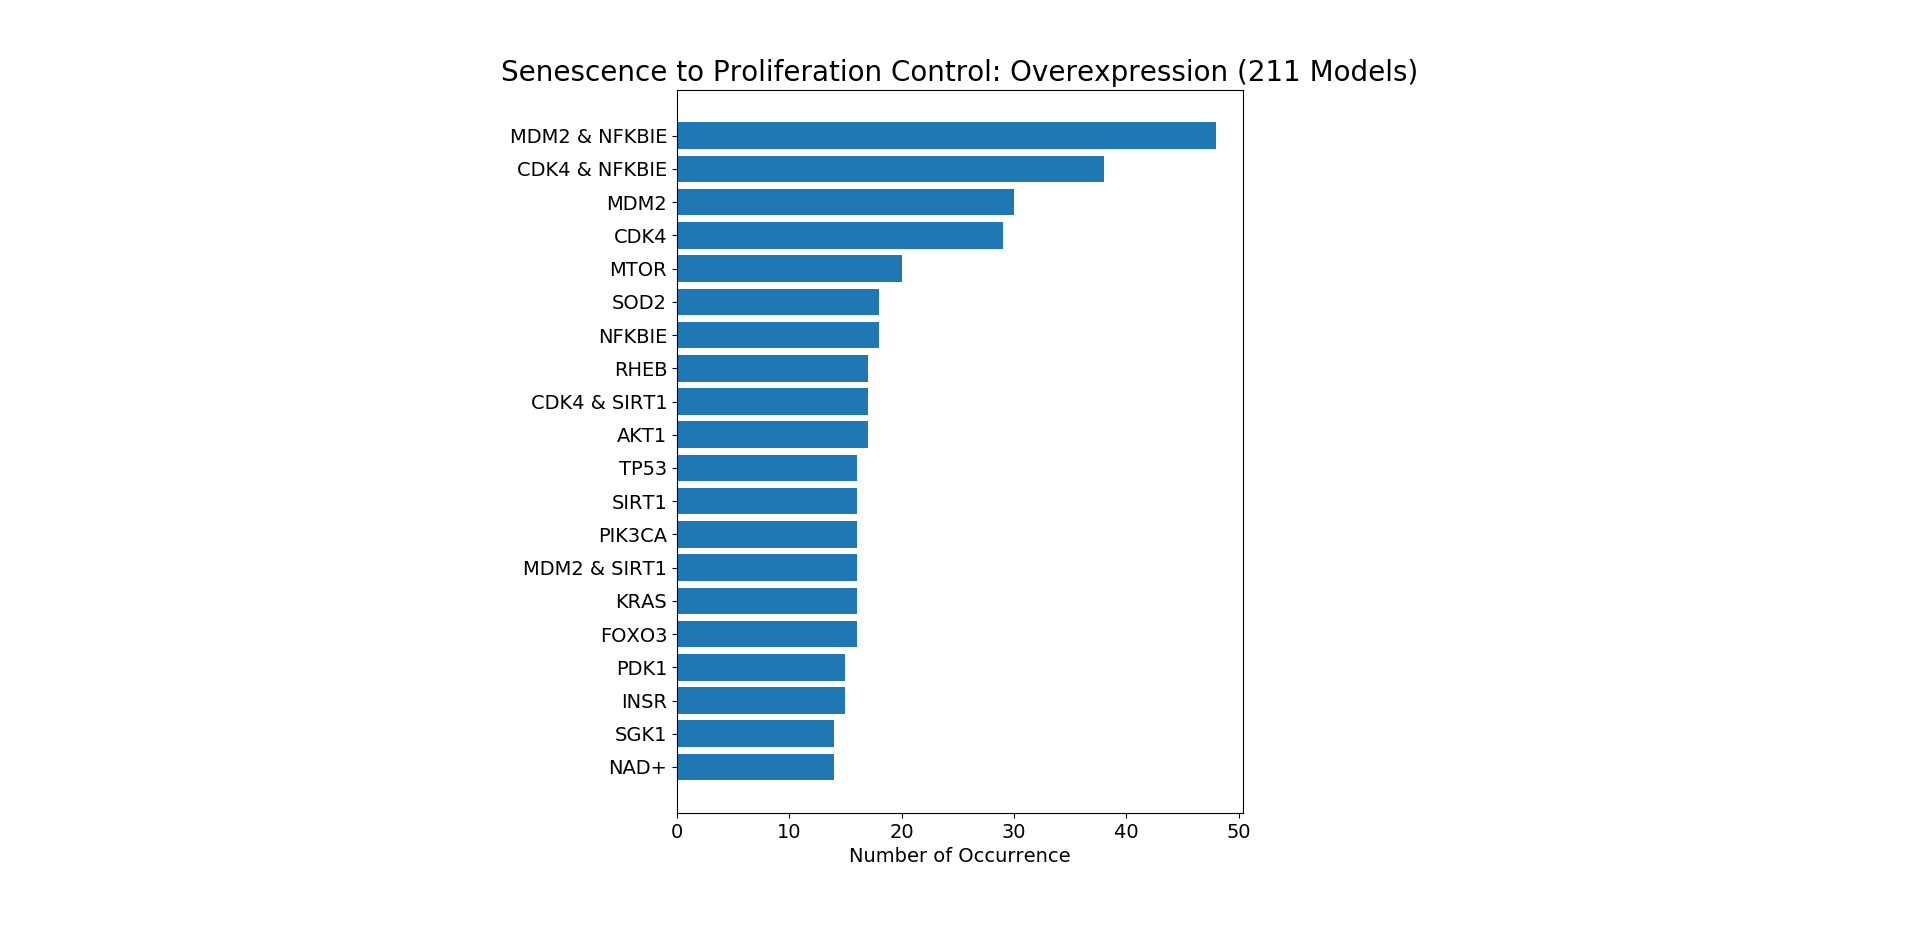 Senescence to Proliferation Control: Overexpression (211 Models)
MDM2 & NFKBIE
CDK4 & NFKBIE
MDM2
CDK4
MTOR
SOD2
NFKBIE
RHEB
CDK4 & SIRT1
AKT1
TP53
SIRT1
PIK3CA
MDM2 & SIRT1
KRAS
FOXO3
PDK1
INSR
SGK1
NAD+
0 10 20 30 40 50
Number of Occurrence